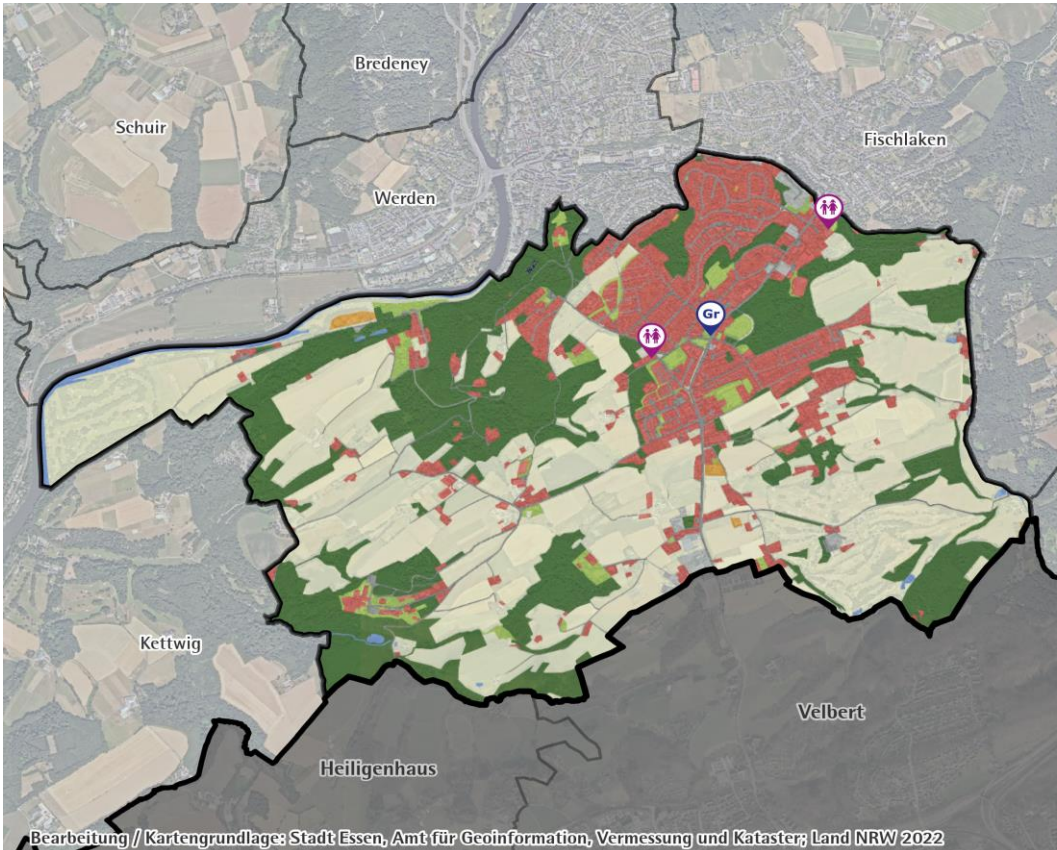 Bredeney
Schuir
Fischlaken
Werden
Gr
Kettwig
Velbert
Heiligenhaus
Bearbeitung / Kartengrundlage: Stadt Essen, Amt für Geoinformation, Vermessung und Kataster; Land NRW 2022